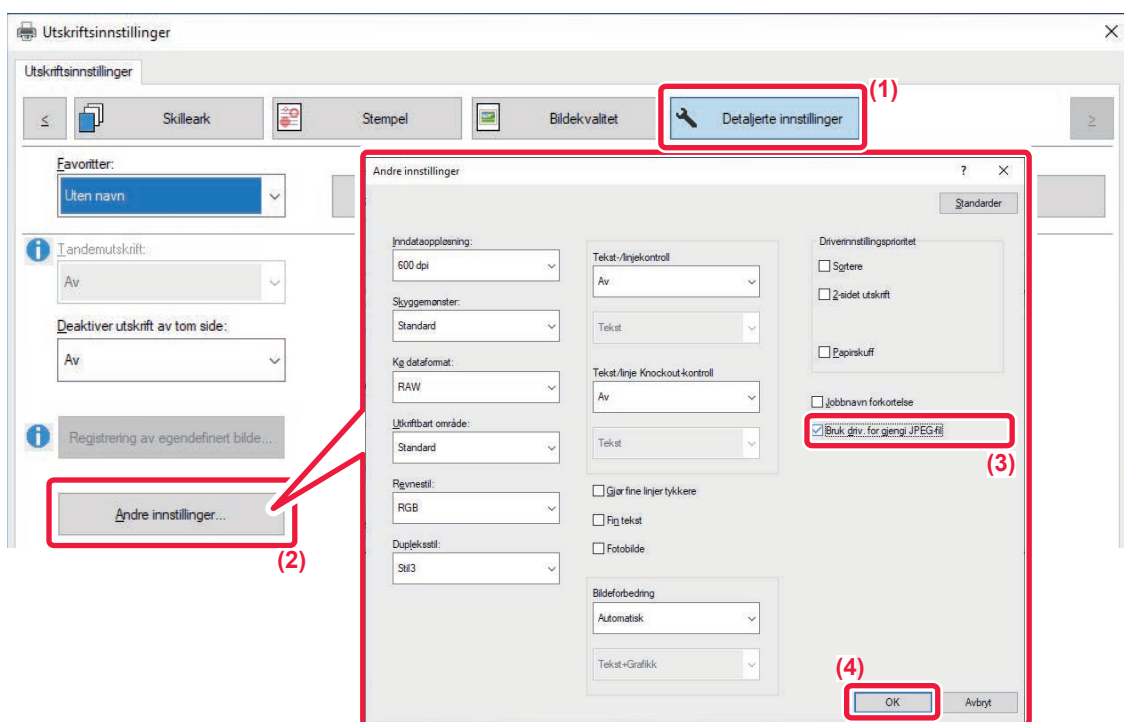 Utskriftsinnstillinger
Utskriftsinnstillinger
(1)
< Skilleark Stempel Bildekvalitet Detaljerte innstillinger >
Favoritter:
Uten navn
Tandemutskrift:
Av
Deaktiver utskrift av tom side:
Av
Registrering av egendefinert bilde...
Andre innstillinger...
(2)
Andre innstillinger ? X
Standarder
Inndataoppløsning:
600 dpi
Skyggemønster:
Standard
Kø dataformat:
RAW
Utkriftbart område:
Standard
Revnestil:
RGB
Dupleksstil:
Stil3
Tekst-/linjekontroll
Av
Tekst
Tekst/linje Knockout-kontroll
Av
Tekst
Gjør fine linjer tykkere
Fin tekst
Fotobilde
Bildeforbedring
Automatisk
Tekst+Grafikk
Driverinnstillingsprioritet
Sortere
2-sidet utskrift
Papirskuff
Jobbnavn forkortelse
Bruk driv. for gjengi JPEG-fil
(3)
(4)
OK Avbryt